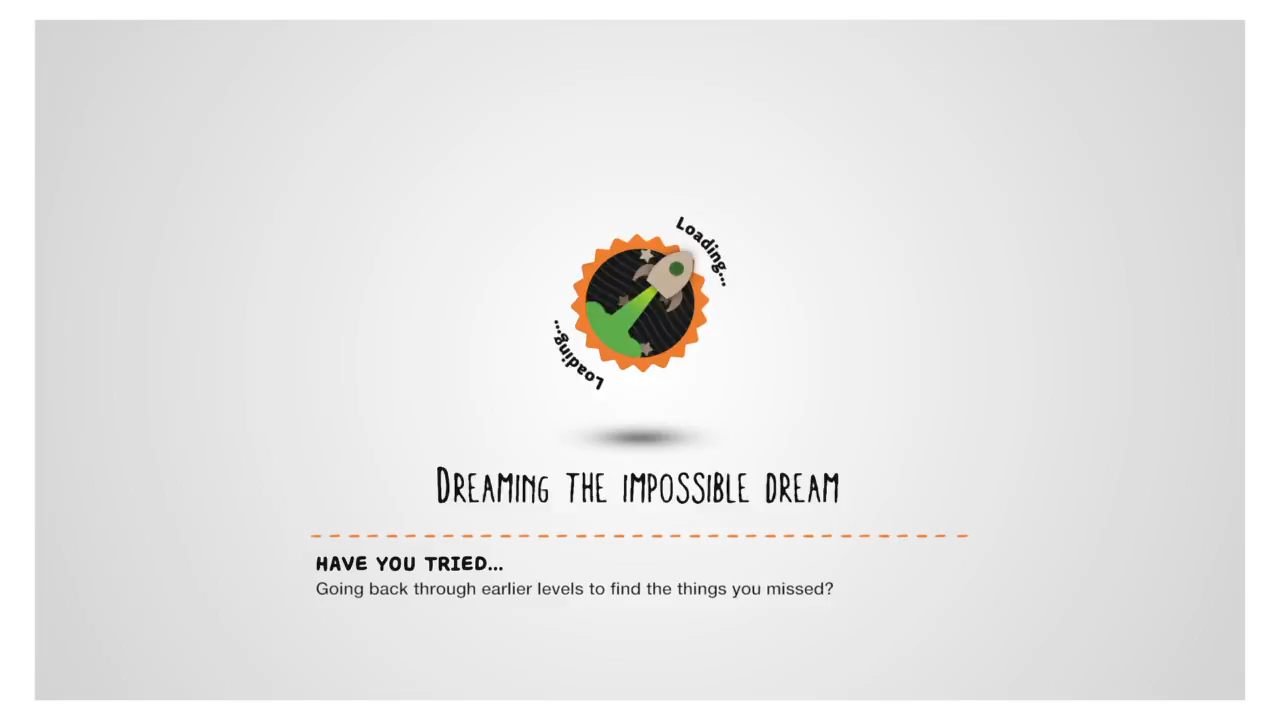 Loading...
Loading...
DREAMING THE IMPOSSIBLE DREAM
HAVE YOU TRIED...
Going back through earlier levels to find the things you missed?